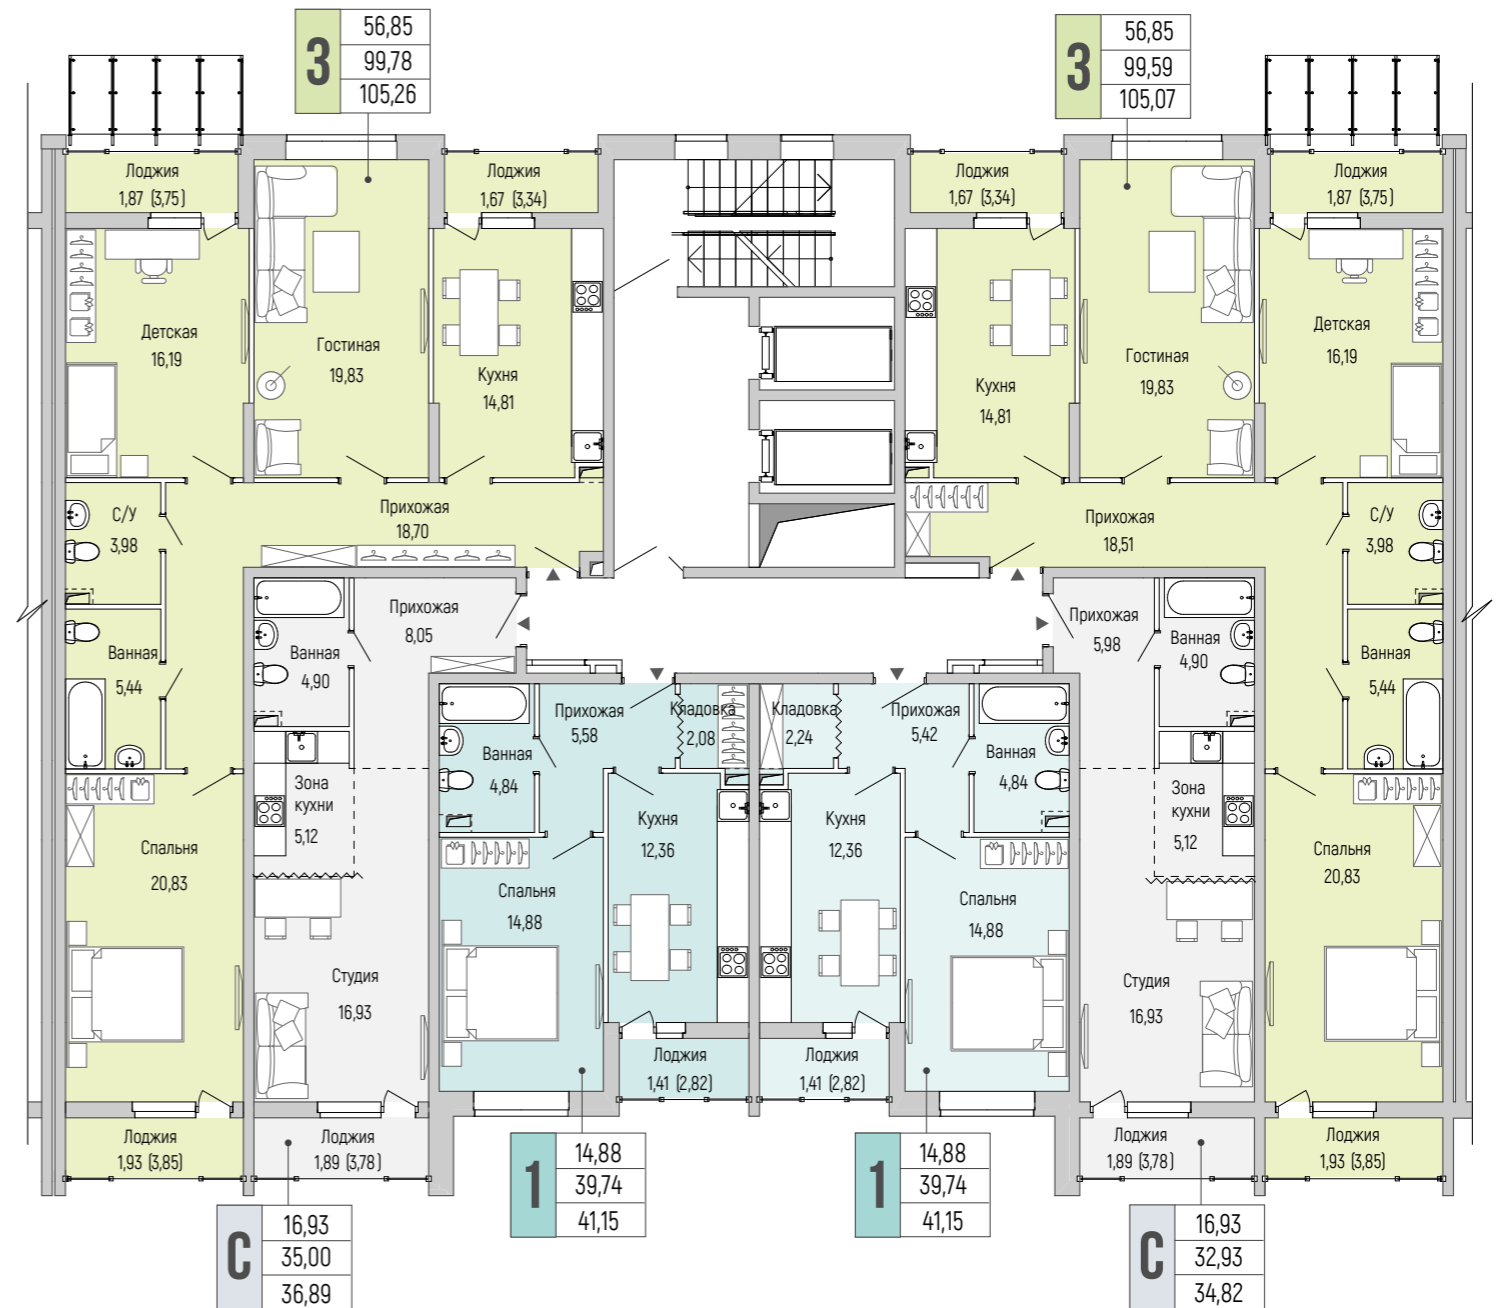 3
56,85
99,78
105,26
3
56,85
99,59
105,07
Лоджия
1,87 (3,75)
Лоджия
1,67 (3,34)
Лоджия
1,67 (3,34)
Лоджия
1,87 (3,75)
Детская
16,19
Гостиная
19,83
Кухня
14,81
Кухня
14,81
Гостиная
19,83
Детская
16,19
С/У
3,98
Прихожая
18,70
Прихожая
18,51
С/У
3,98
Ванная
5,44
Ванная
4,90
Прихожая
8,05
Прихожая
5,98
Ванная
4,90
Ванная
5,44
Ванная
4,84
Прихожая
5,58
Кладовка
2,08
Кладовка
2,24
Прихожая
5,42
Ванная
4,84
Спальня
20,83
Зона
кухни
5,12
Спальня
14,88
Кухня
12,36
Кухня
12,36
Спальня
14,88
Зона
кухни
5,12
Спальня
20,83
Студия
16,93
Студия
16,93
Лоджия
1,41 (2,82)
Лоджия
1,41 (2,82)
Лоджия
1,93 (3,85)
Лоджия
1,89 (3,78)
Лоджия
1,89 (3,78)
Лоджия
1,93 (3,85)
1
14,88
39,74
41,15
1
14,88
39,74
41,15
С
16,93
35,00
36,89
С
16,93
32,93
34,82